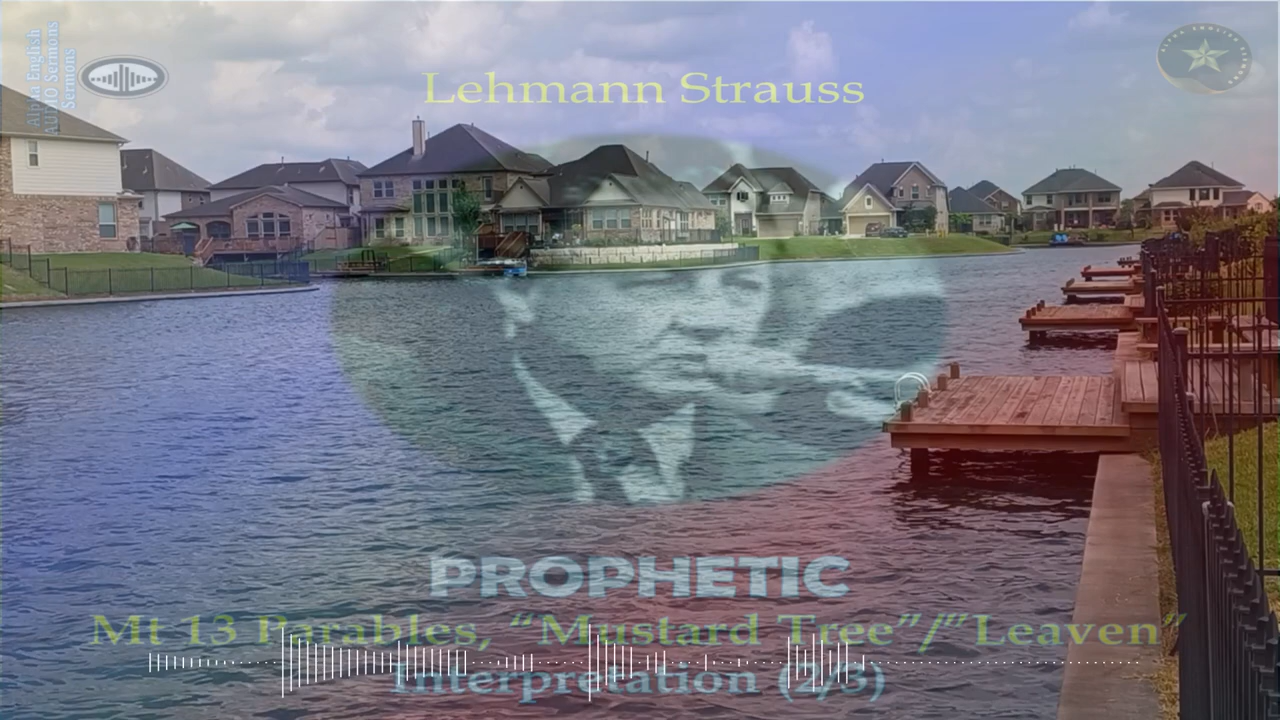 Alpha English
AUDIO Sermons
Sermons
Lehmann Strauss
PROPHETIC
Mt 13 Parables, “Mustard Tree”/”Leaven”
Interpretation (2/3)